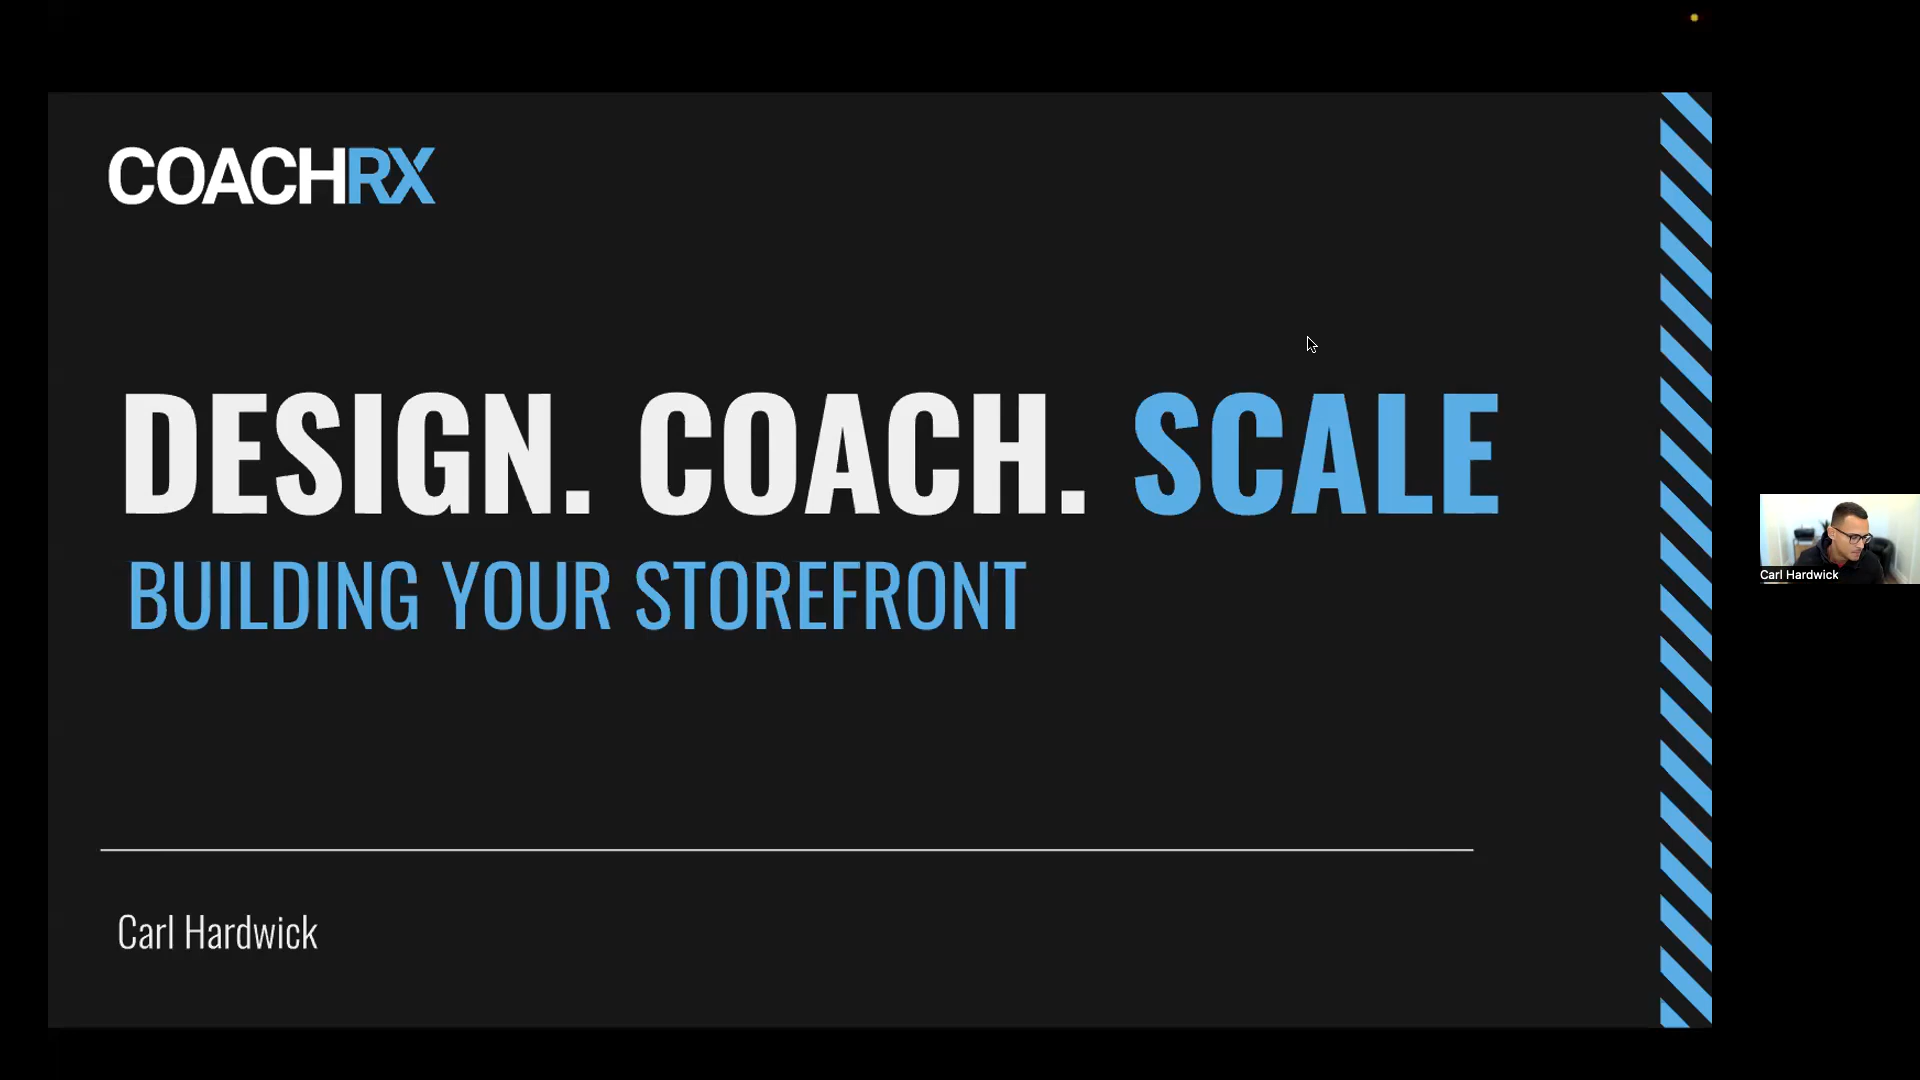 COACHRX
DESIGN. COACH. SCALE
BUILDING YOUR STOREFRONT
Carl Hardwick
Carl Hardwick